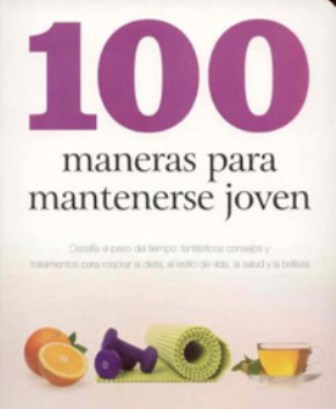 100
maneras para
mantenerse joven
Desafía el paso del tiempo: fantásticos consejos y
tratamientos para mejorar la dieta, el estilo de vida, la salud y la belleza.